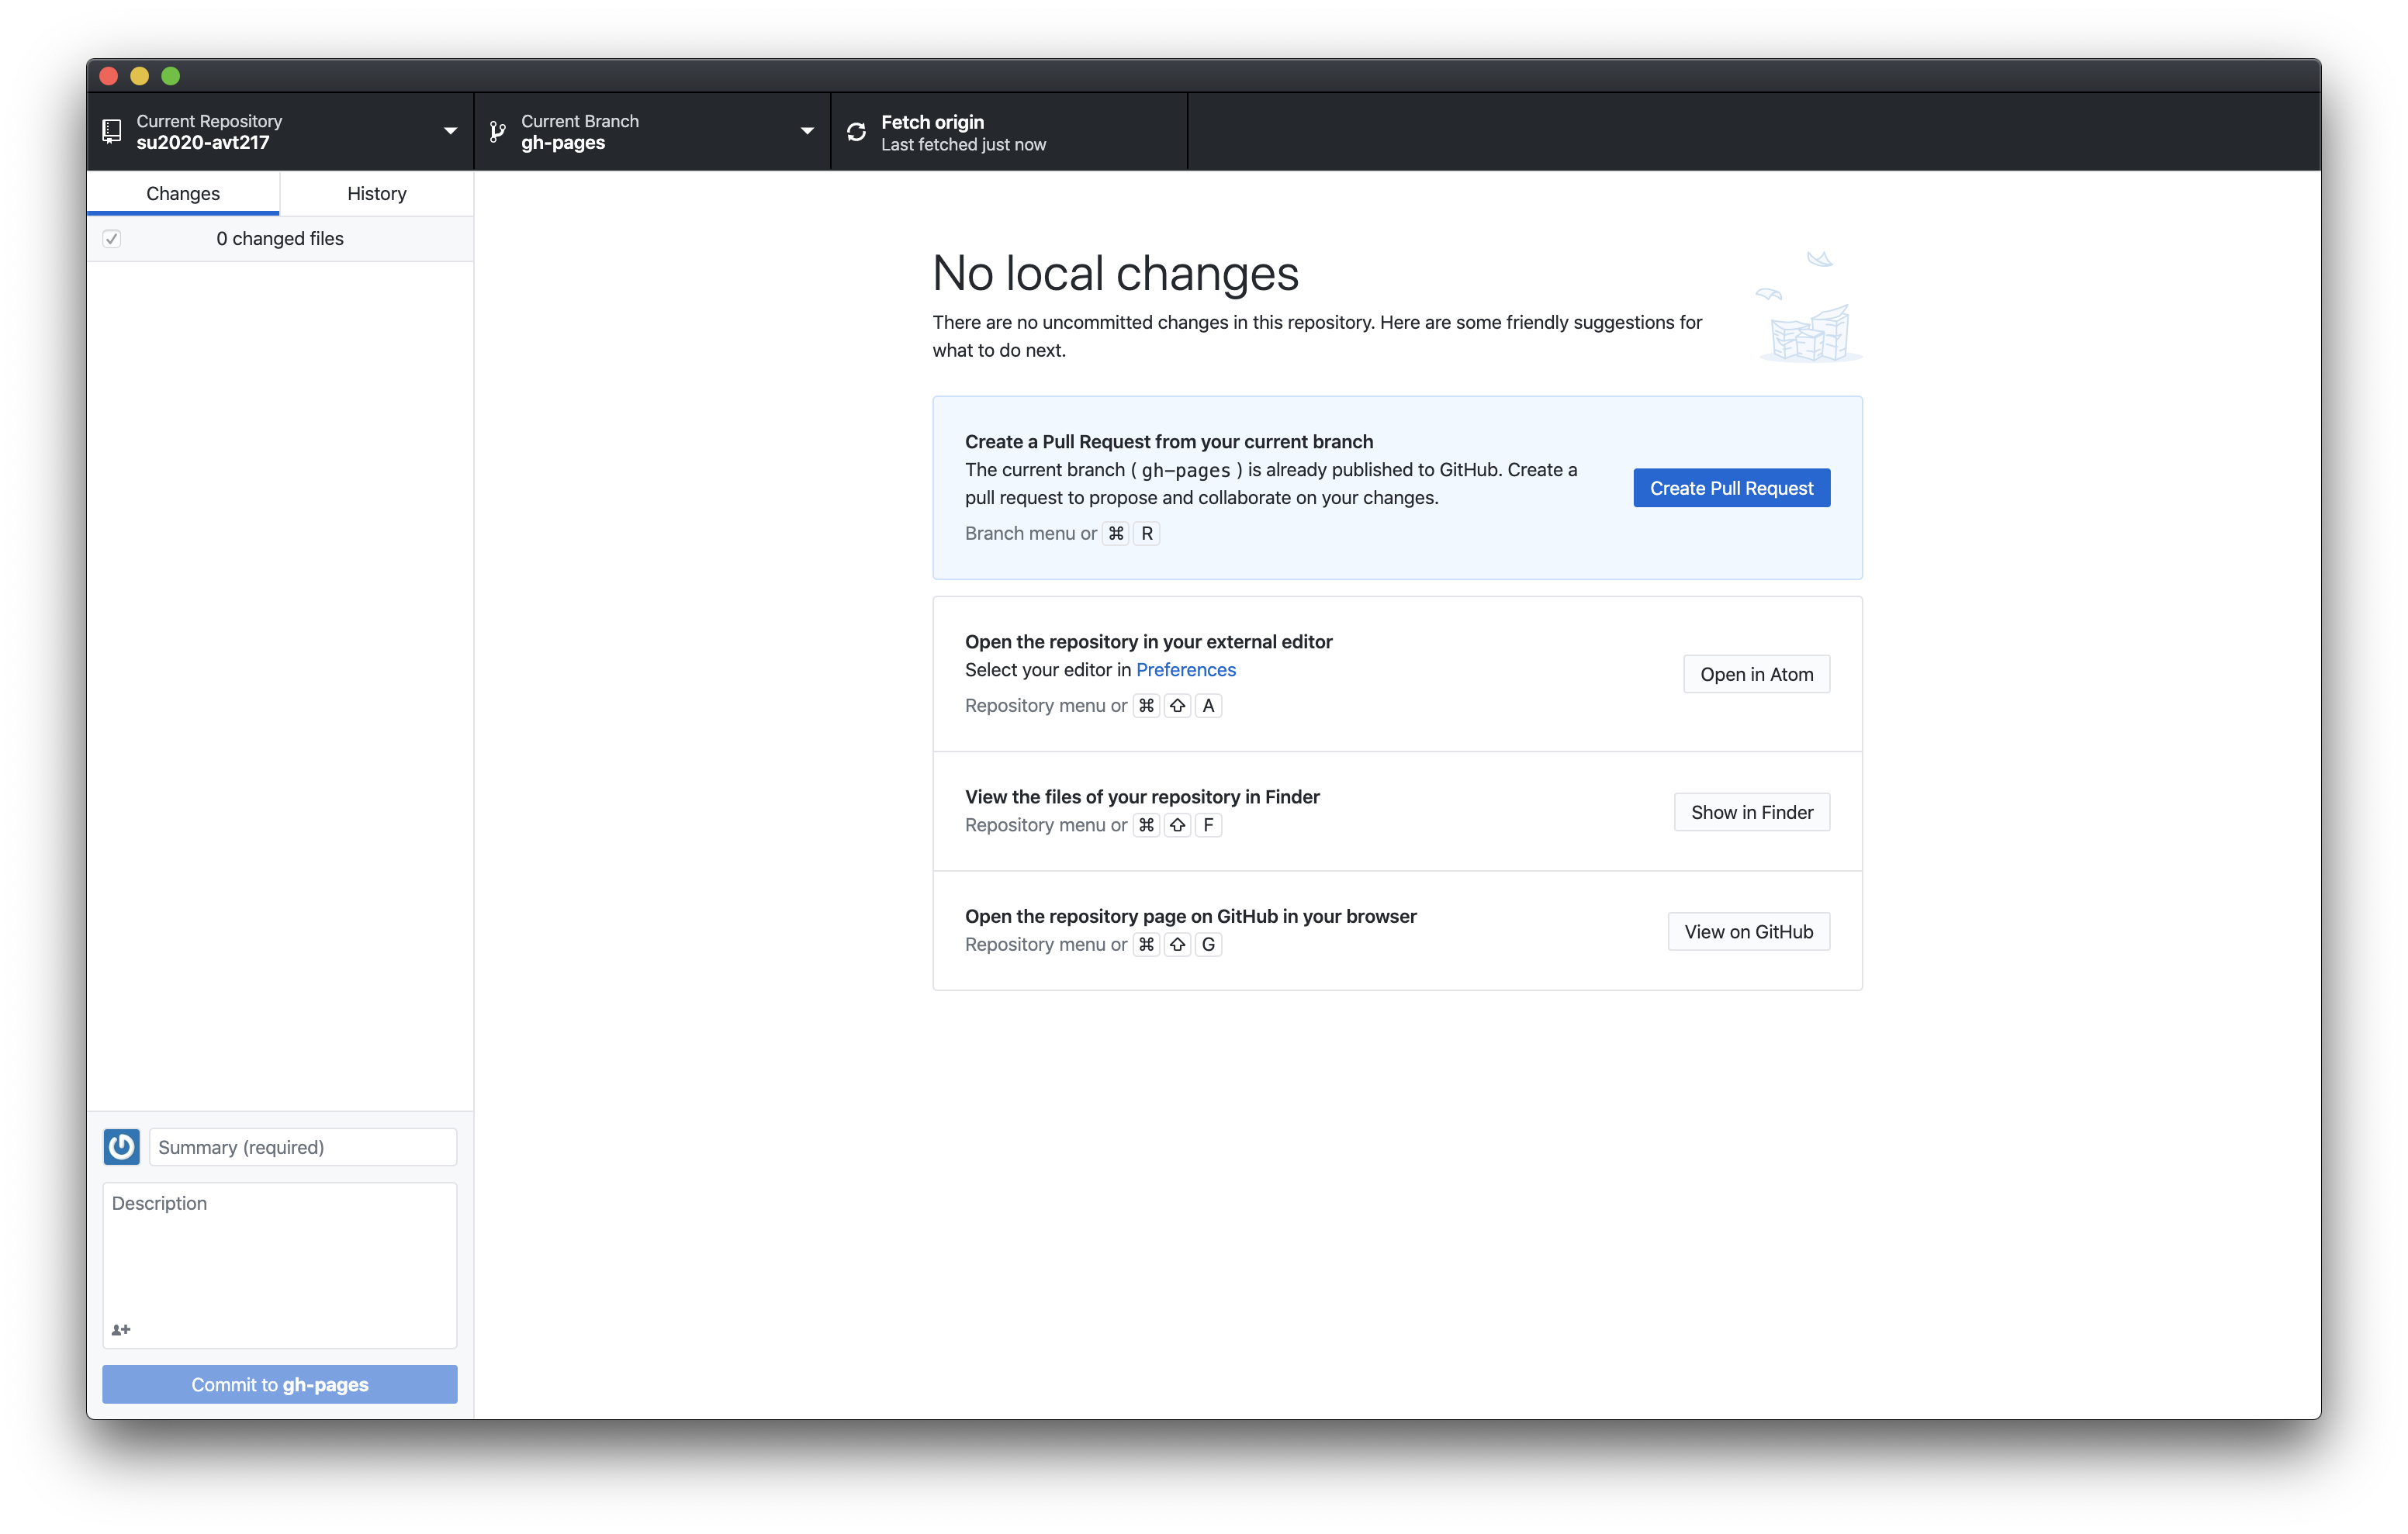 Current Repository
su2020-avt217
Current Branch
gh-pages
Fetch origin
Last fetched just now
Changes
History
0 changed files
No local changes
There are no uncommitted changes in this repository. Here are some friendly suggestions for
what to do next.
Create a Pull Request from your current branch
The current branch ( gh-pages ) is already published to GitHub. Create a
pull request to propose and collaborate on your changes.
Branch menu or ⌘ R
Create Pull Request
Open the repository in your external editor
Select your editor in Preferences
Repository menu or ⌘ ⇧ A
Open in Atom
View the files of your repository in Finder
Repository menu or ⌘ ⇧ F
Show in Finder
Open the repository page on GitHub in your browser
Repository menu or ⌘ ⇧ G
View on GitHub
Summary (required)
Description
Commit to gh-pages